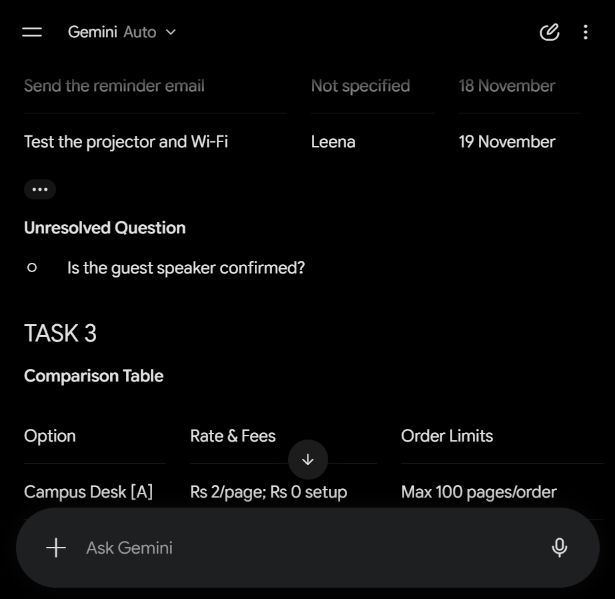 Gemini Auto
Send the reminder email Not specified 18 November
Test the projector and Wi-Fi Leena 19 November
Unresolved Question
Is the guest speaker confirmed?
TASK 3
Comparison Table
Option Rate & Fees Order Limits
Campus Desk [A] Rs 2/page; Rs 0 setup Max 100 pages/order
Ask Gemini